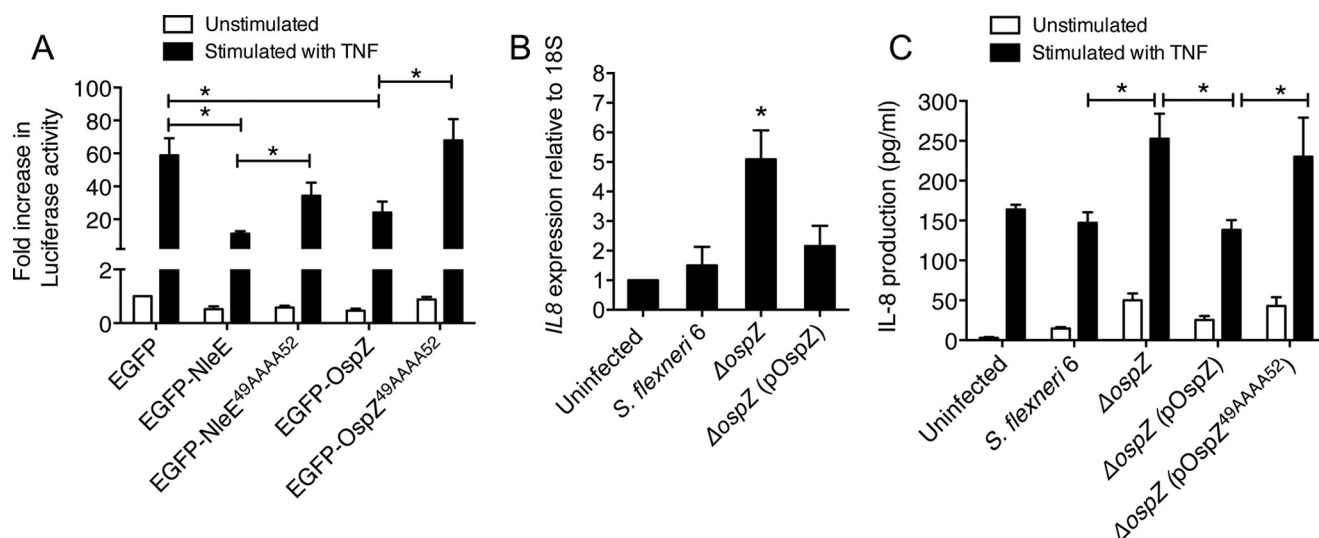 A
Unstimulated
Stimulated with TNF
Fold increase in
Luciferase activity
100
80
60
40
20
2
1
0
*
*
*
*
EGFP
EGFP-NleE
EGFP-NleE49AAAA52
EGFP-OspZ
EGFP-OspZ49AAAA52
B
IL8 expression relative to 18S
8
7
6
5
4
3
2
1
0
*
Uninfected
S. flexneri 6
ΔospZ
ΔospZ (pOspZ)
C
Unstimulated
Stimulated with TNF
IL-8 production (pg/ml)
300
250
200
150
100
50
0
*
*
*
Uninfected
S. flexneri 6
ΔospZ
ΔospZ (pOspZ)
ΔospZ (pOspZ49AAAA52)